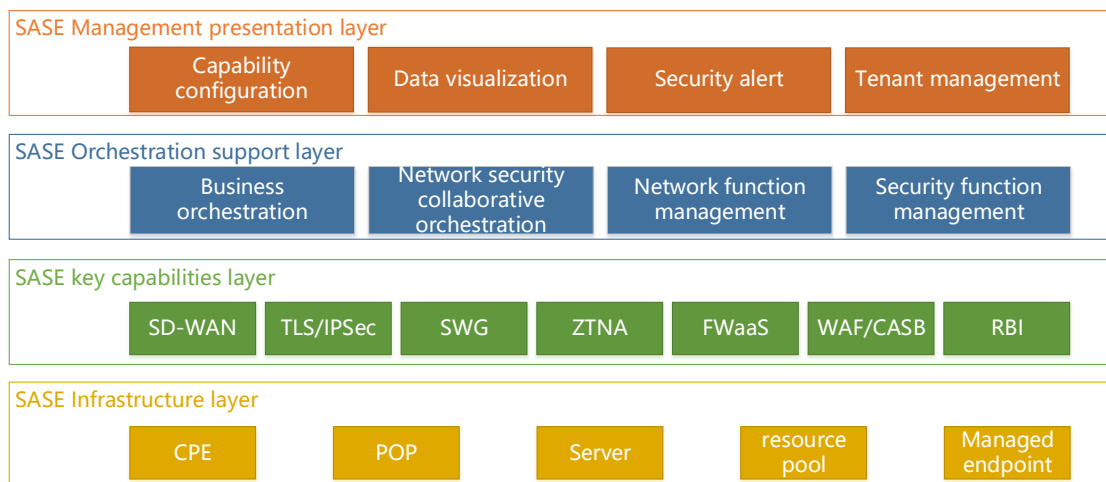 SASE Management presentation layer
Capability
configuration
Data visualization
Security alert
Tenant management
SASE Orchestration support layer
Business
orchestration
Network security
collaborative
orchestration
Network function
management
Security function
management
SASE key capabilities layer
SD-WAN
TLS/IPSec
SWG
ZTNA
FWaaS
WAF/CASB
RBI
SASE Infrastructure layer
CPE
POP
Server
resource
pool
Managed
endpoint